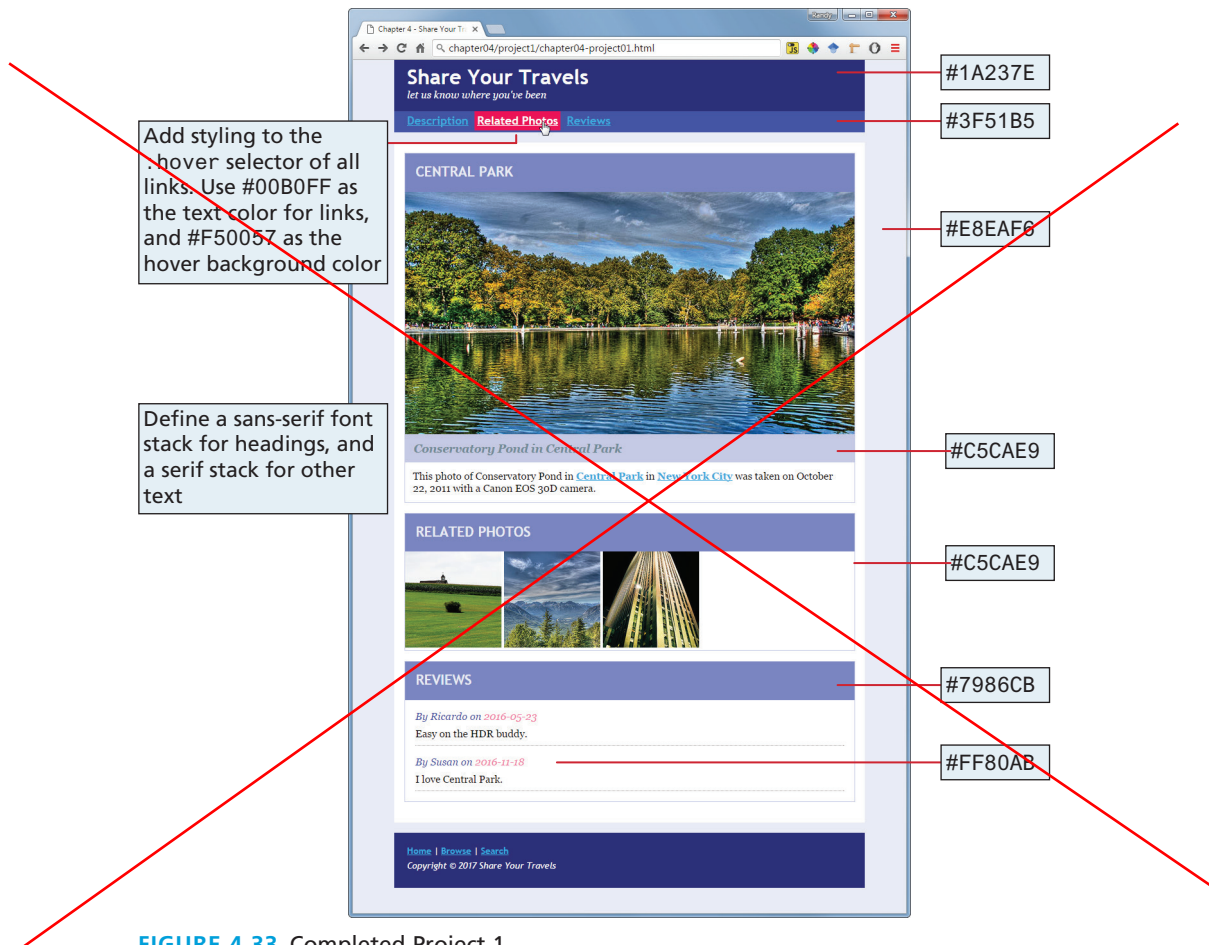 Randy
Chapter 4 - Share Your Tr
chapter04/project1/chapter04-project01.html
Js
Share Your Travels
let us know where you've been
Description Related Photos Reviews
#1A237E
#3F51B5
Add styling to the
:hover selector of all
links. Use #00B0FF as
the text color for links,
and #F50057 as the
hover background color
CENTRAL PARK
#E8EAF6
Define a sans-serif font
stack for headings, and
a serif stack for other
text
Conservatory Pond in Central Park
#C5CAE9
This photo of Conservatory Pond in Central Park in New York City was taken on October
22, 2011 with a Canon EOS 30D camera.
RELATED PHOTOS
#C5CAE9
REVIEWS
#7986CB
By Ricardo on 2016-05-23
Easy on the HDR buddy.
By Susan on 2016-11-18
#FF80AB
I love Central Park.
Home | Browse | Search
Copyright © 2017 Share Your Travels
FIGURE 4.33 Completed Project 1